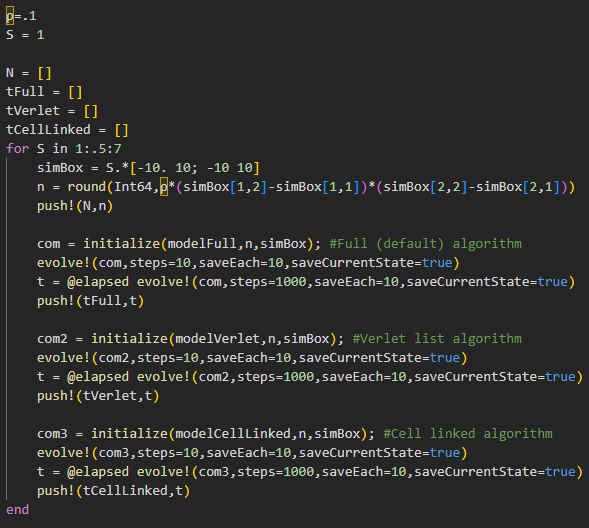 ρ=.1
S = 1

N = []
tFull = []
tVerlet = []
tCellLinked = []
for S in 1:.5:7
    simBox = S.*[-10. 10; -10 10]
    n = round(Int64,ρ*(simBox[1,2]-simBox[1,1])*(simBox[2,2]-simBox[2,1]))
    push!(N,n)

    com = initialize(modelFull,n,simBox); #Full (default) algorithm
    evolve!(com,steps=10,saveEach=10,saveCurrentState=true)
    t = @elapsed evolve!(com,steps=1000,saveEach=10,saveCurrentState=true)
    push!(tFull,t)

    com2 = initialize(modelVerlet,n,simBox); #Verlet list algorithm
    evolve!(com2,steps=10,saveEach=10,saveCurrentState=true)
    t = @elapsed evolve!(com2,steps=1000,saveEach=10,saveCurrentState=true)
    push!(tVerlet,t)

    com3 = initialize(modelCellLinked,n,simBox); #Cell linked algorithm
    evolve!(com3,steps=10,saveEach=10,saveCurrentState=true)
    t = @elapsed evolve!(com3,steps=1000,saveEach=10,saveCurrentState=true)
    push!(tCellLinked,t)
end